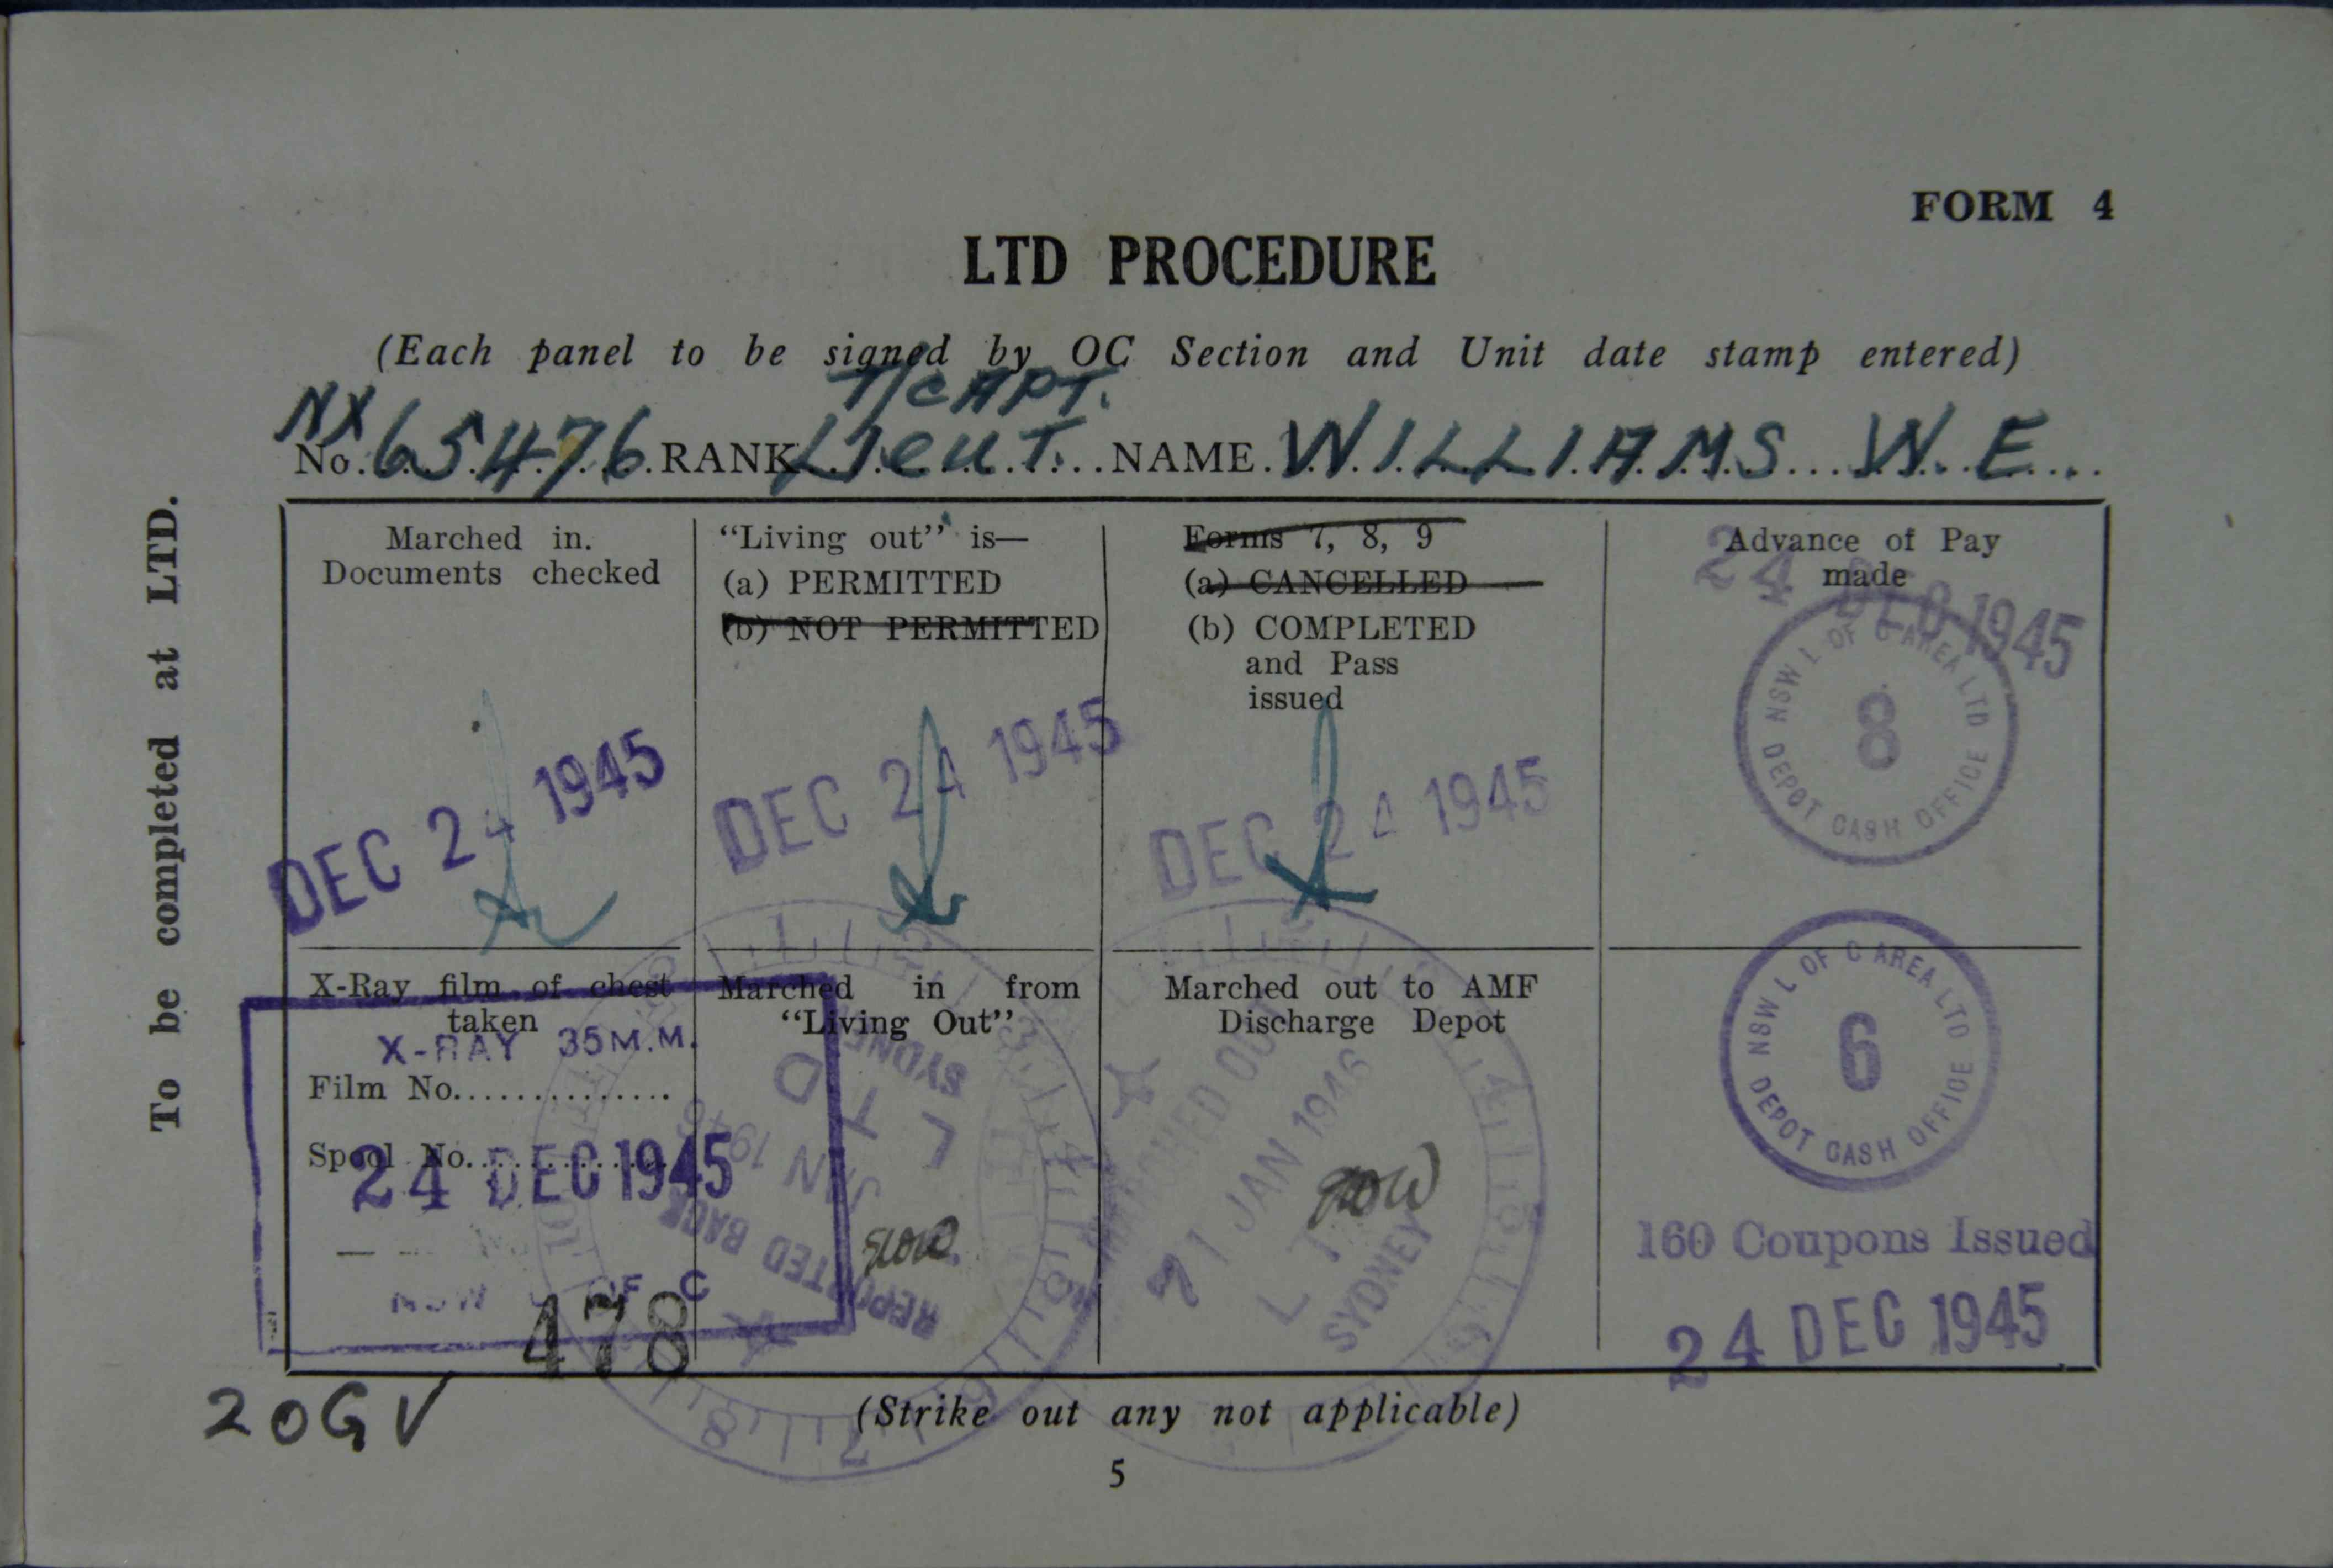 FORM 4
LTD PROCEDURE
(Each panel to be signed by OC Section and Unit date stamp entered)
T/CAPT.
NX
No. 65476 RANK Lieut. NAME. WILLIAMS W. E.
To be completed at LTD.
Marched in.
Documents checked
DEC 24 1945
"Living out" is—
(a) PERMITTED
(b) NOT PERMITTED
DEC 24 1945
Forms 7, 8, 9
(a) CANCELLED
(b) COMPLETED
and Pass
issued
DEC 24 1945
Advance of Pay
made
24 DEC 1945
NSW L OF C AREA LTD
8
DEPOT CASH OFFICE
X-Ray film of chest
taken
X-RAY 35 M.M.
Film No..............
Spool No..............
24 DEC 1945
NSW OF C
478
Marched in from
"Living Out"
SYDNEY
LTD
JAN 1946
REPORTED BACK
Marched out to AMF
Discharge Depot
MARCHED OUT
JAN 1946
SYDNEY
NSW L OF C AREA LTD
6
DEPOT CASH OFFICE
160 Coupons Issued
24 DEC 1945
20GV
(Strike out any not applicable)
5